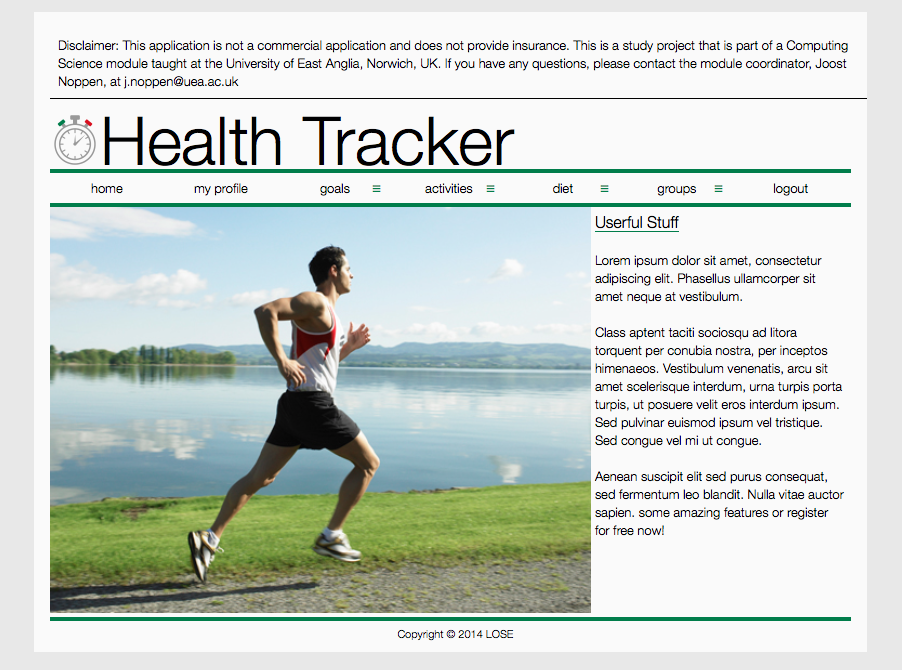 Disclaimer: This application is not a commercial application and does not provide insurance. This is a study project that is part of a Computing
Science module taught at the University of East Anglia, Norwich, UK. If you have any questions, please contact the module coordinator, Joost
Noppen, at j.noppen@uea.ac.uk
Health Tracker
home my profile goals ≡ activities ≡ diet ≡ groups ≡ logout
Userful Stuff
Lorem ipsum dolor sit amet, consectetur
adipiscing elit. Phasellus ullamcorper sit
amet neque at vestibulum.
Class aptent taciti sociosqu ad litora
torquent per conubia nostra, per inceptos
himenaeos. Vestibulum venenatis, arcu sit
amet scelerisque interdum, urna turpis porta
turpis, ut posuere velit eros interdum ipsum.
Sed pulvinar euismod ipsum vel tristique.
Sed congue vel mi ut congue.
Aenean suscipit elit sed purus consequat,
sed fermentum leo blandit. Nulla vitae auctor
sapien. some amazing features or register
for free now!
Copyright © 2014 LOSE